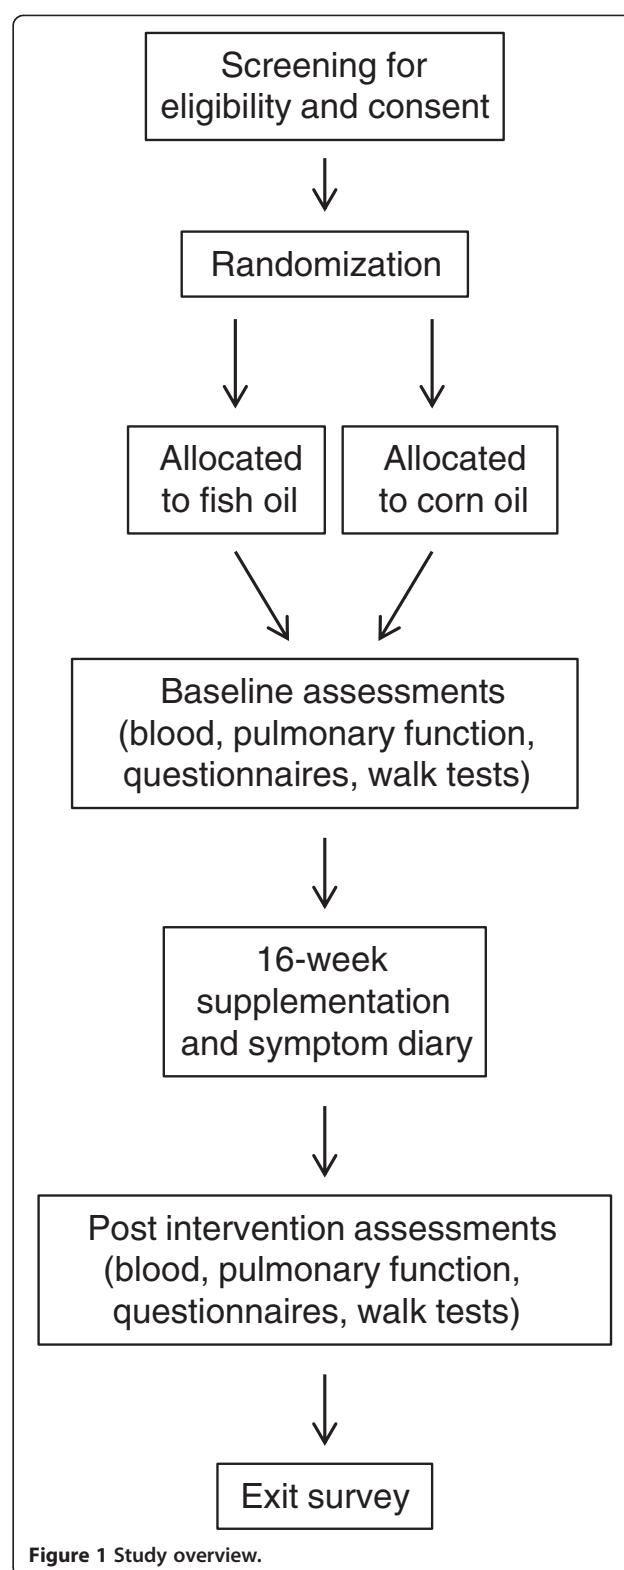 Screening for
eligibility and consent
Randomization
Allocated
to fish oil
Allocated
to corn oil
Baseline assessments
(blood, pulmonary function,
questionnaires, walk tests)
16-week
supplementation
and symptom diary
Post intervention assessments
(blood, pulmonary function,
questionnaires, walk tests)
Exit survey
Figure 1 Study overview.